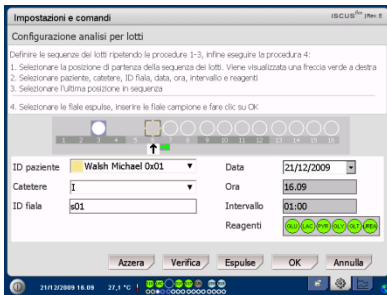 Impostazioni e comandi
ISCUSflex |Rev. E
Configurazione analisi per lotti
Definire le sequenze dei lotti ripetendo le procedure 1-3, infine eseguire la procedura 4:
1. Selezionare la posizione di partenza della sequenza dei lotti. Viene visualizzata una freccia verde a destra
2. Selezionare paziente, catetere, ID fiala, data, ora, intervallo e reagenti
3. Selezionare l'ultima posizione in sequenza
4. Selezionare le fiale espulse, inserire le fiale campione e fare clic su OK
1 2 3 4 5 6 7 8 9 10 11 12 13 14 15 16
ID paziente Walsh Michael 0x01 Data 21/12/2009
Catetere I Ora 16.09
ID fiala s01 Intervallo 01:00
Reagenti GLU LAC PYR GLY GLT UREA
Azzera Verifica Espulse OK Annulla
21/12/2009 16.09 27,1 °C